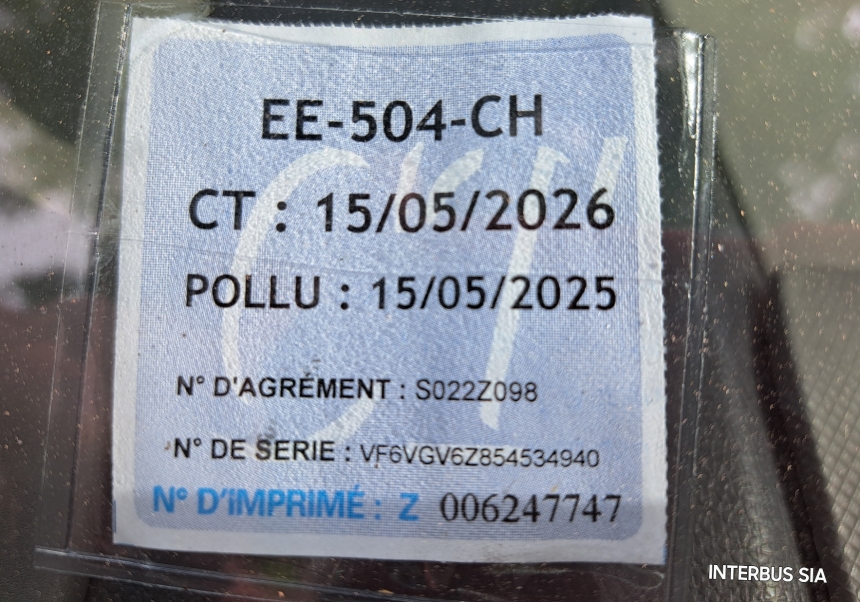 EE-504-CH
CT : 15/05/2026
POLLU : 15/05/2025
N° D'AGRÉMENT : S022Z098
N° DE SERIE : VF6VGV6Z854534940
N° D'IMPRIMÉ : Z 006247747
INTERBUS SIA